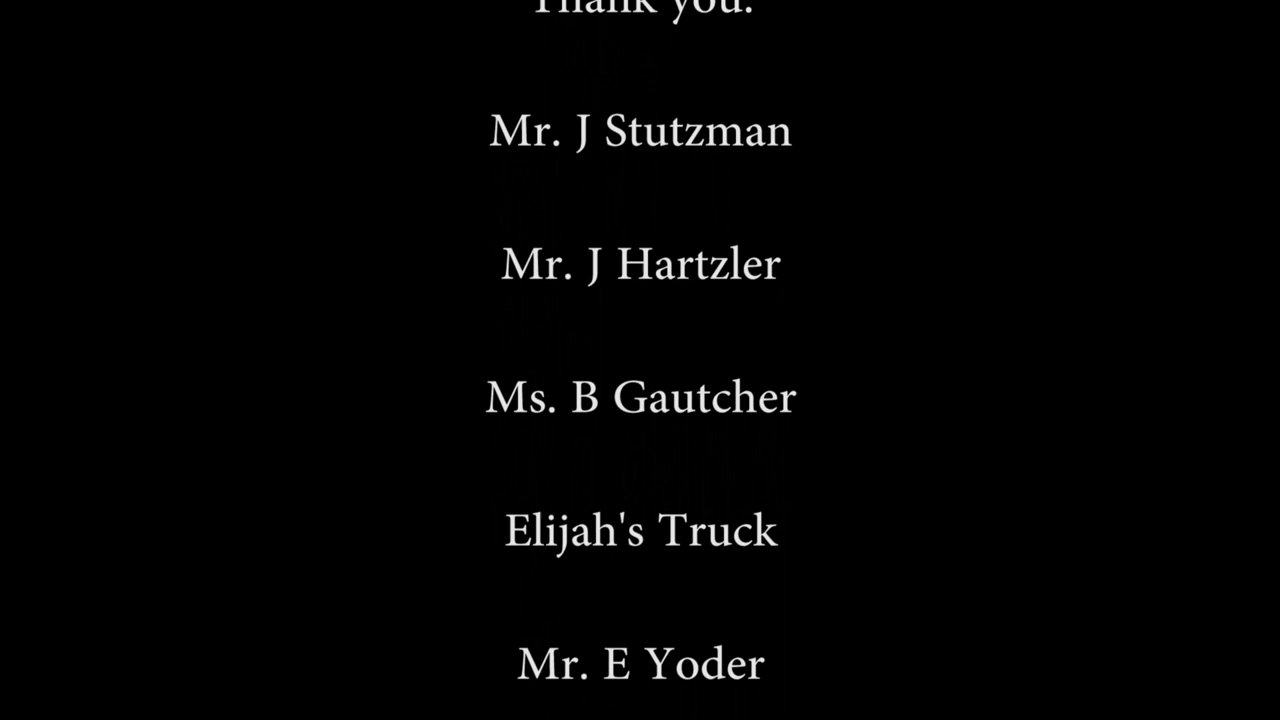 Thank you.
Mr. J Stutzman
Mr. J Hartzler
Ms. B Gautcher
Elijah's Truck
Mr. E Yoder